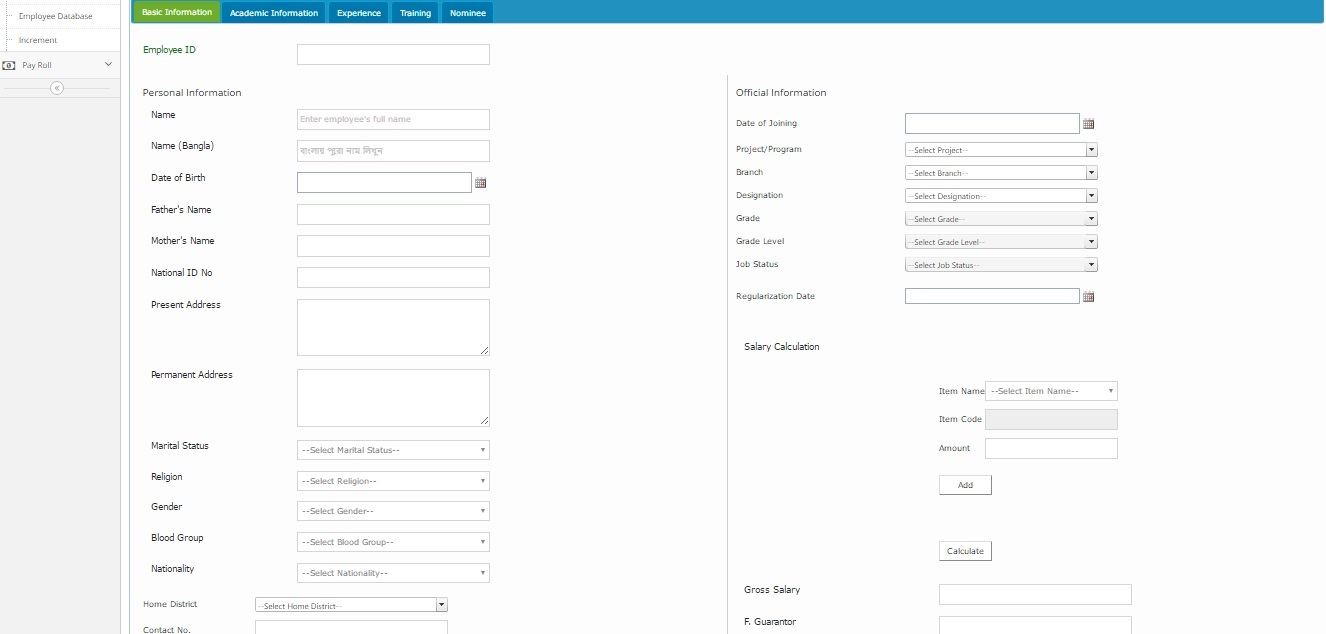 Employee Database
Increment
Pay Roll
Basic Information
Academic Information
Experience
Training
Nominee
Employee ID
Personal Information
Name
Enter employee's full name
Name (Bangla)
বাংলায় পুরো নাম লিখুন
Date of Birth
Father's Name
Mother's Name
National ID No
Present Address
Permanent Address
Marital Status
--Select Marital Status--
Religion
--Select Religion--
Gender
--Select Gender--
Blood Group
--Select Blood Group--
Nationality
--Select Nationality--
Home District
--Select Home District--
Contact No.
Official Information
Date of Joining
Project/Program
--Select Project--
Branch
--Select Branch--
Designation
--Select Designation--
Grade
--Select Grade--
Grade Level
--Select Grade Level--
Job Status
--Select Job Status--
Regularization Date
Salary Calculation
Item Name
--Select Item Name--
Item Code
Amount
Add
Calculate
Gross Salary
F. Guarantor